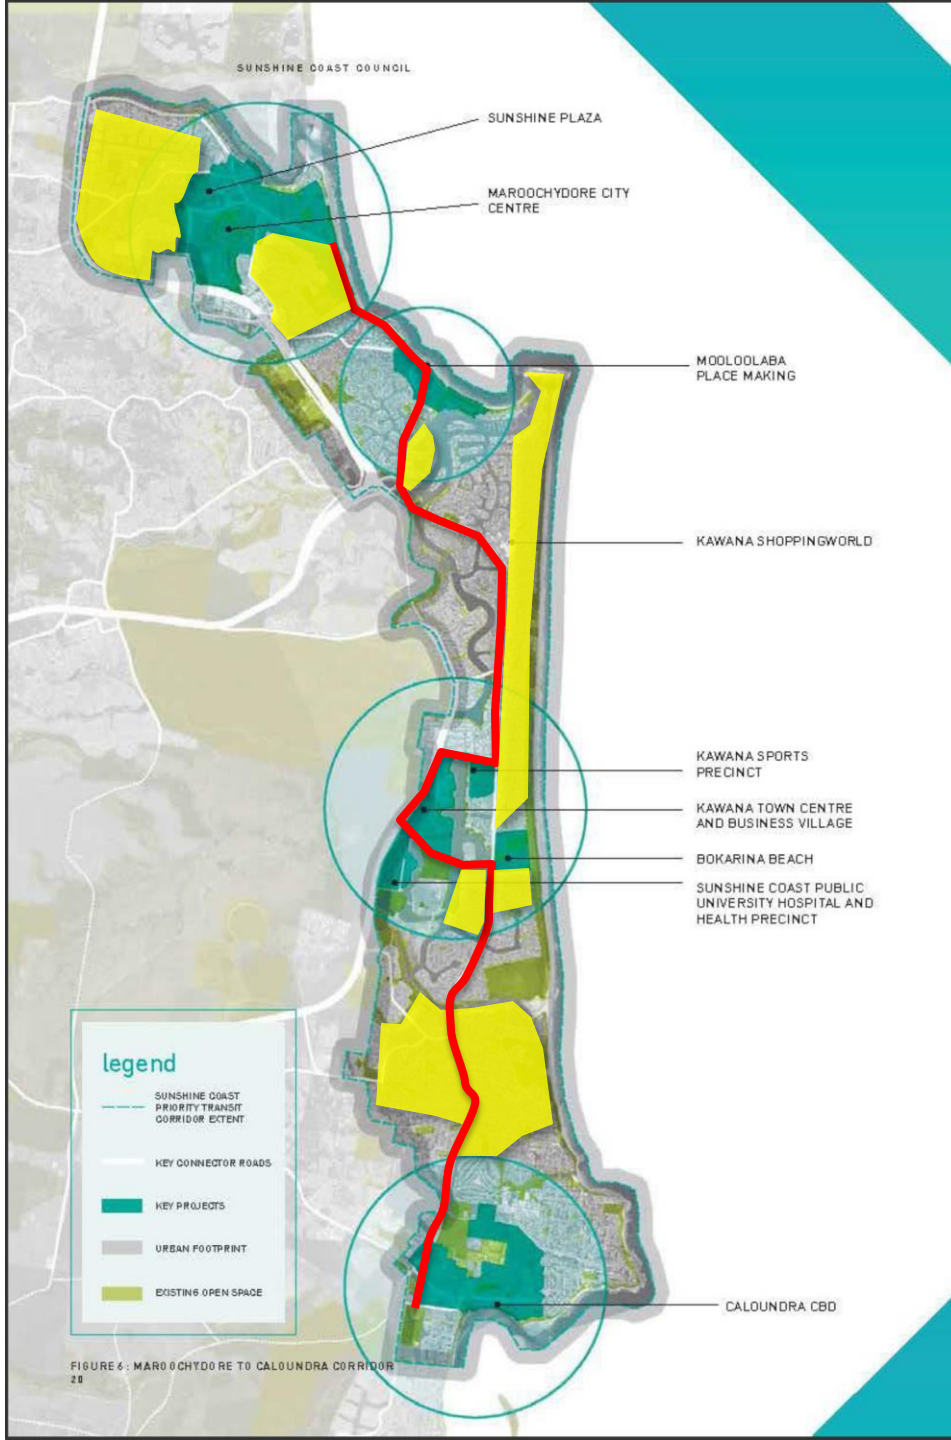 SUNSHINE COAST COUNCIL
SUNSHINE PLAZA
MAROOCHYDORE CITY
CENTRE
MOOLOOLABA
PLACE MAKING
KAWANA SHOPPINGWORLD
KAWANA SPORTS
PRECINCT
KAWANA TOWN CENTRE
AND BUSINESS VILLAGE
BOKARINA BEACH
SUNSHINE COAST PUBLIC
UNIVERSITY HOSPITAL AND
HEALTH PRECINCT
CALOUNDRA CBD
legend
SUNSHINE COAST
PRIORITY TRANSIT
CORRIDOR EXTENT
KEY CONNECTOR ROADS
KEY PROJECTS
URBAN FOOTPRINT
EXISTING OPEN SPACE
FIGURE 6: MAROOCHYDORE TO CALOUNDRA CORRIDOR
20